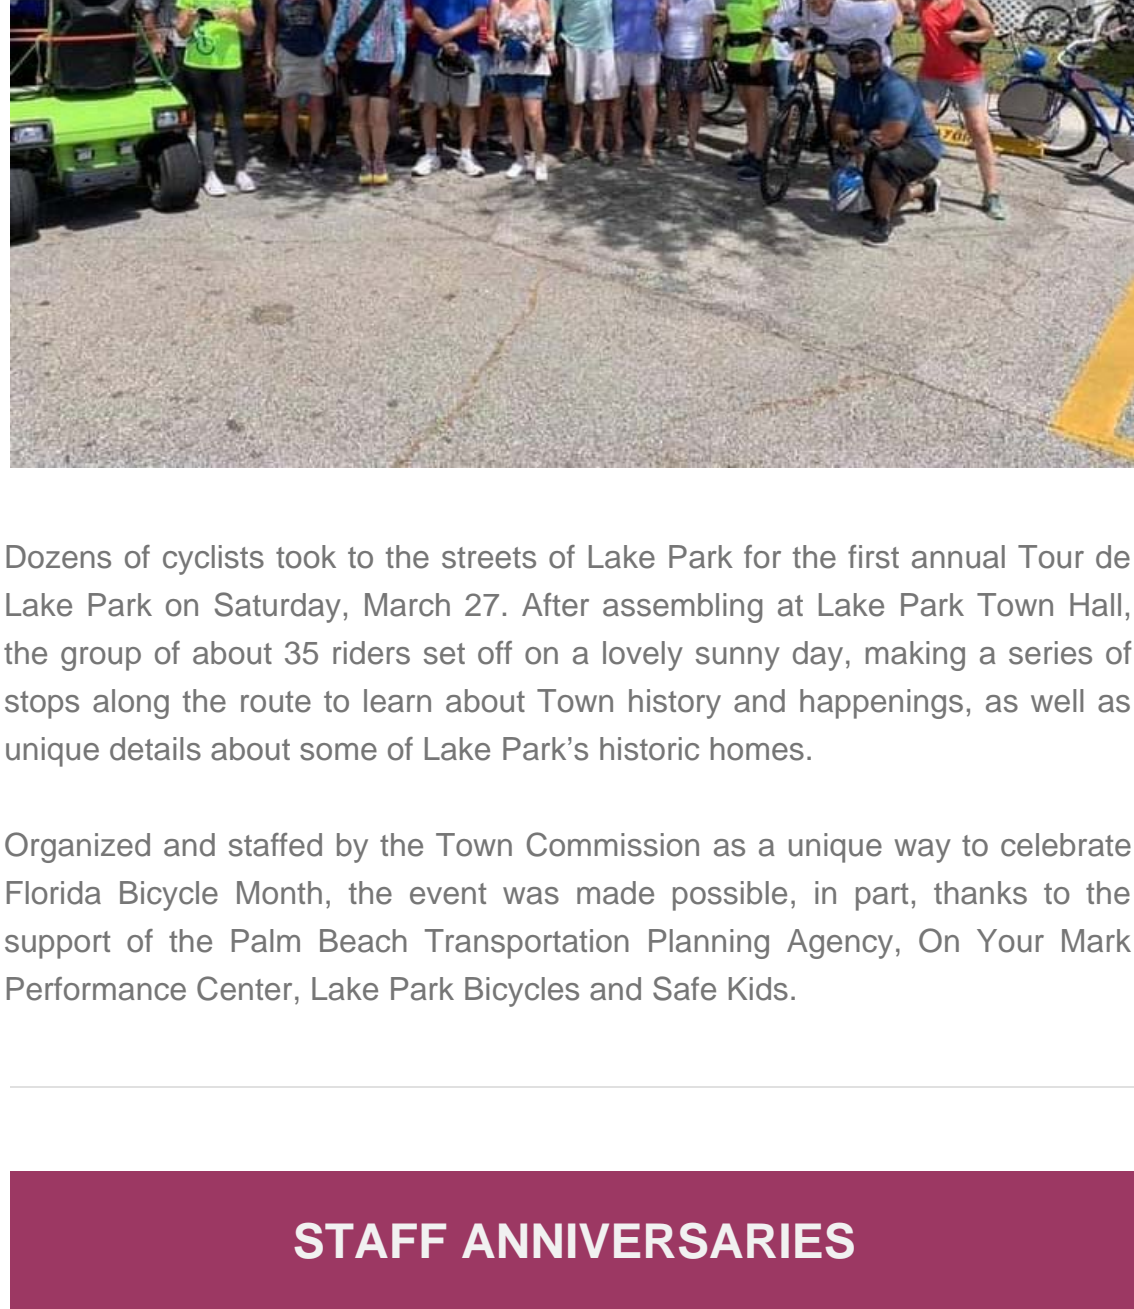 Dozens of cyclists took to the streets of Lake Park for the first annual Tour de
Lake Park on Saturday, March 27. After assembling at Lake Park Town Hall,
the group of about 35 riders set off on a lovely sunny day, making a series of
stops along the route to learn about Town history and happenings, as well as
unique details about some of Lake Park’s historic homes.
Organized and staffed by the Town Commission as a unique way to celebrate
Florida Bicycle Month, the event was made possible, in part, thanks to the
support of the Palm Beach Transportation Planning Agency, On Your Mark
Performance Center, Lake Park Bicycles and Safe Kids.
STAFF ANNIVERSARIES